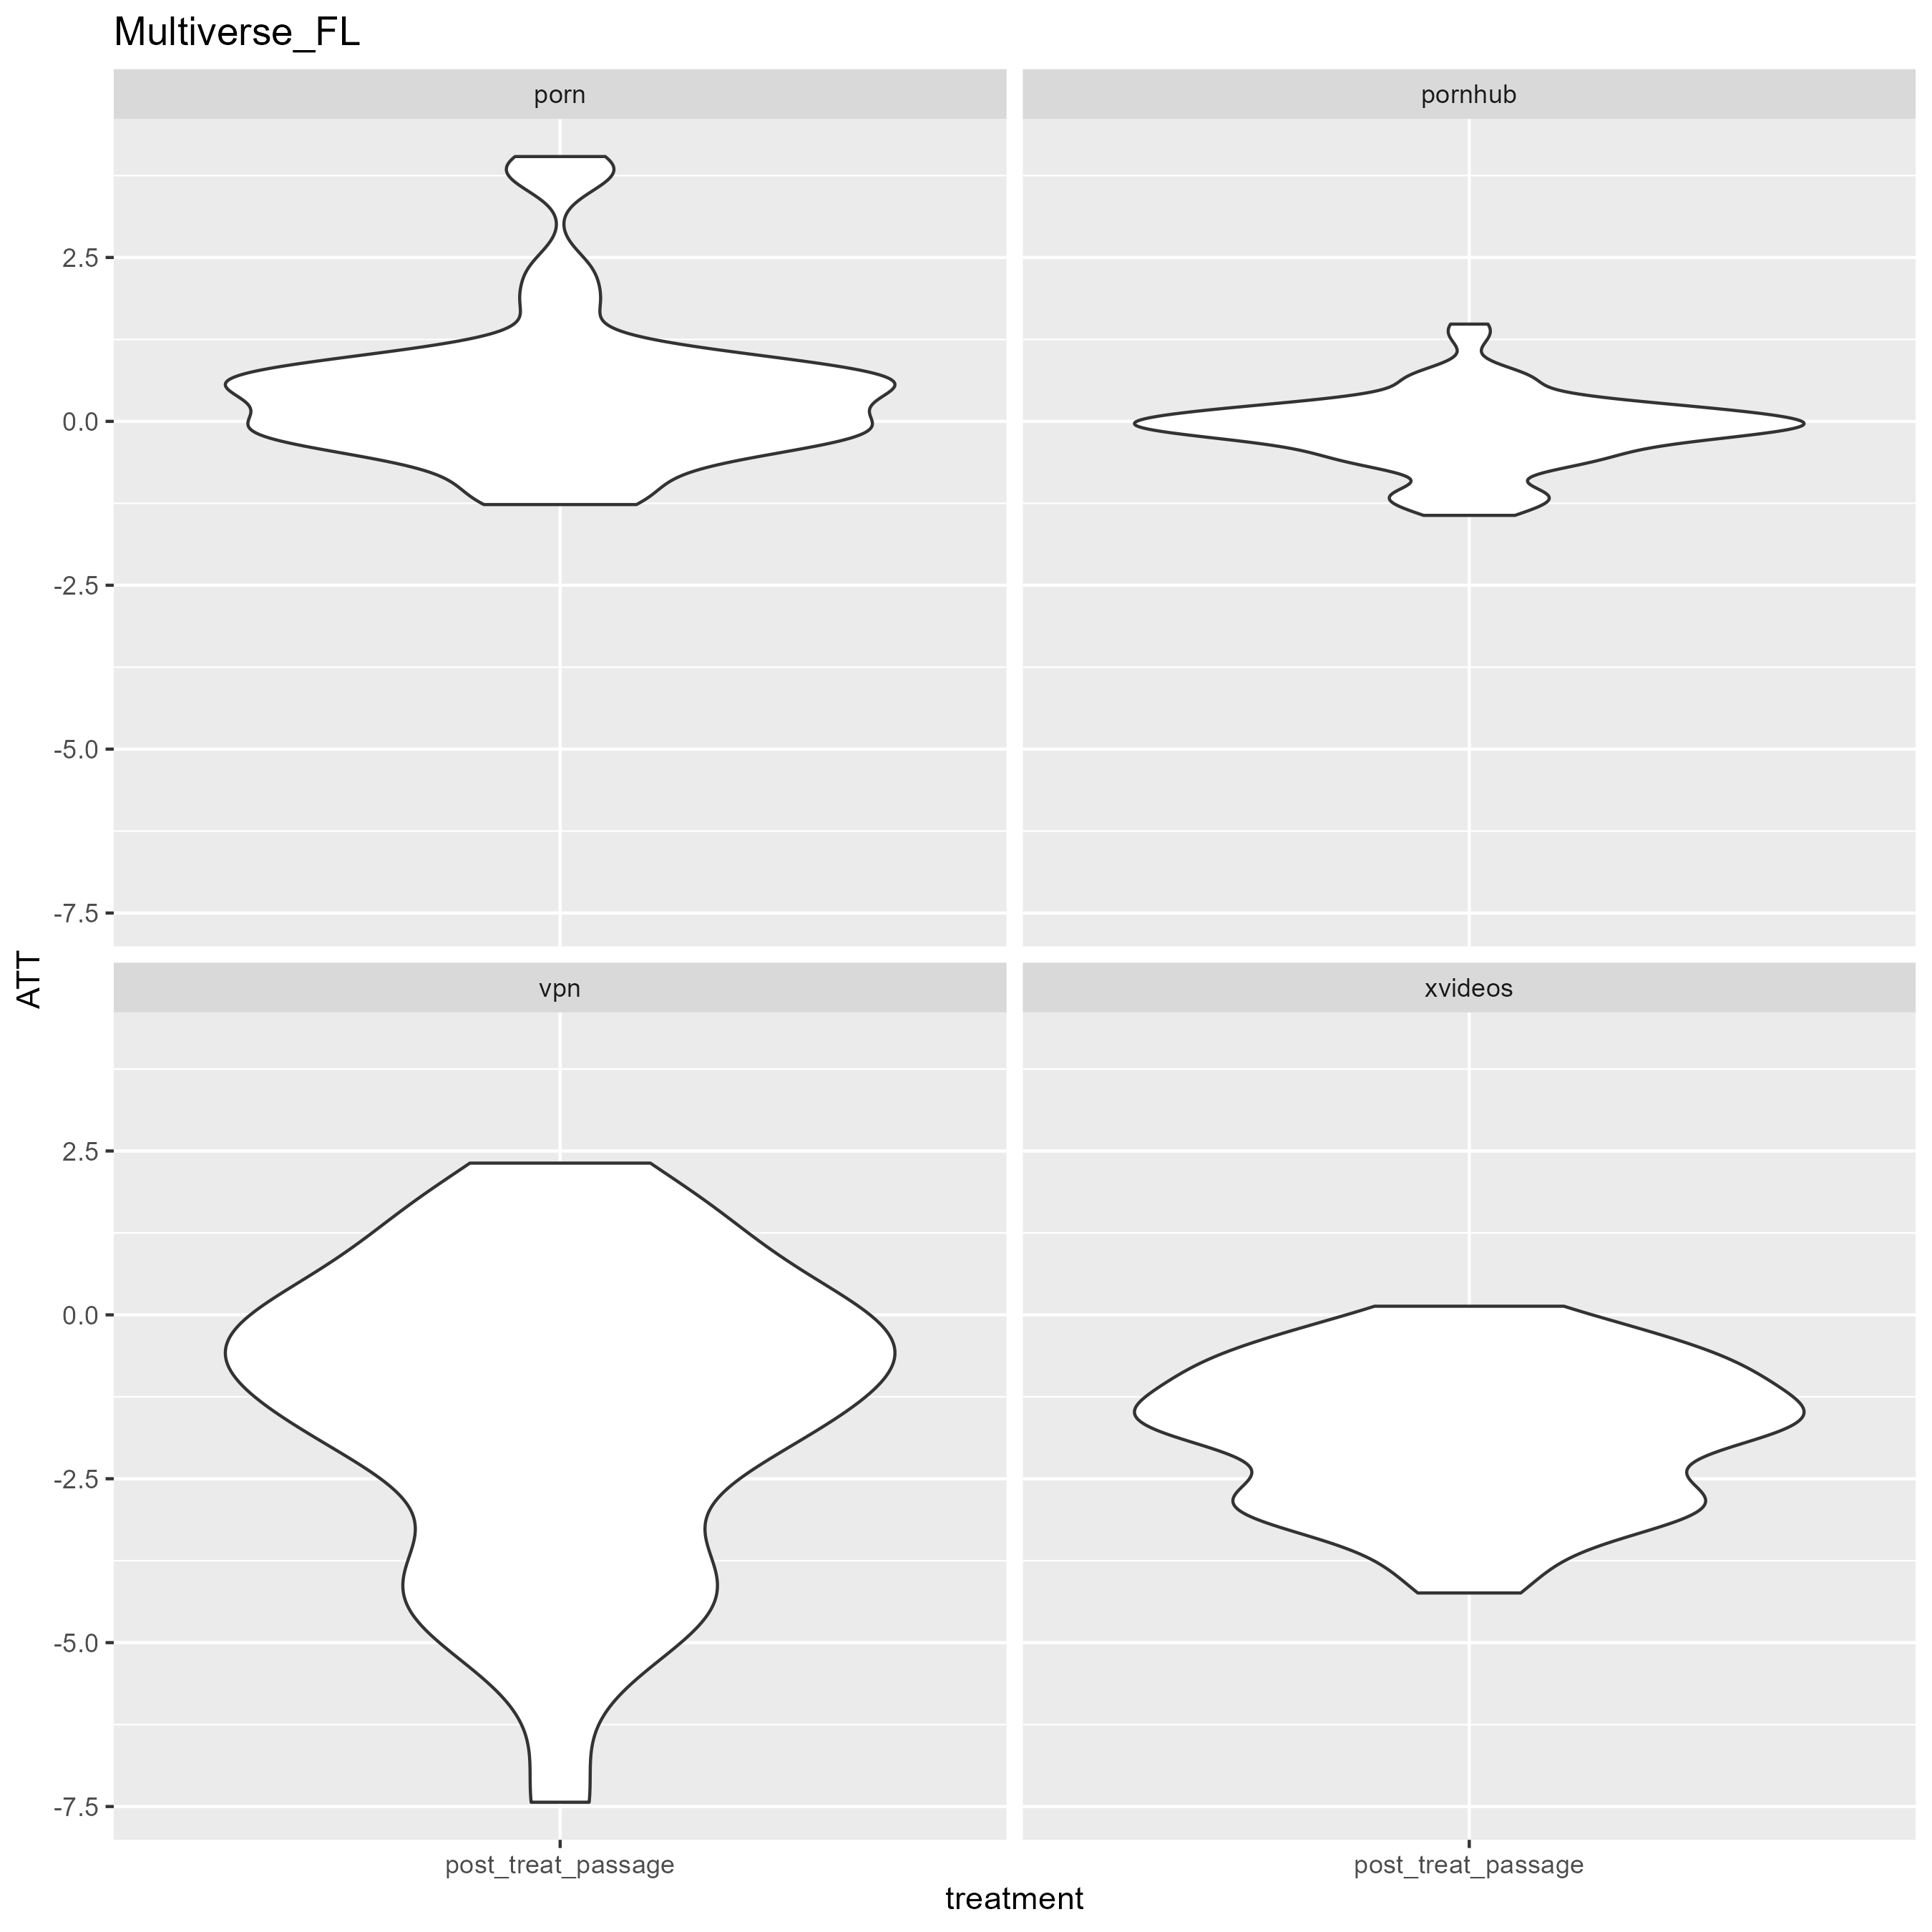 Multiverse_FL
porn
pornhub
2.5
0.0
-2.5
-5.0
-7.5
ATT
vpn
xvideos
2.5
0.0
-2.5
-5.0
-7.5
post_treat_passage
post_treat_passage
treatment